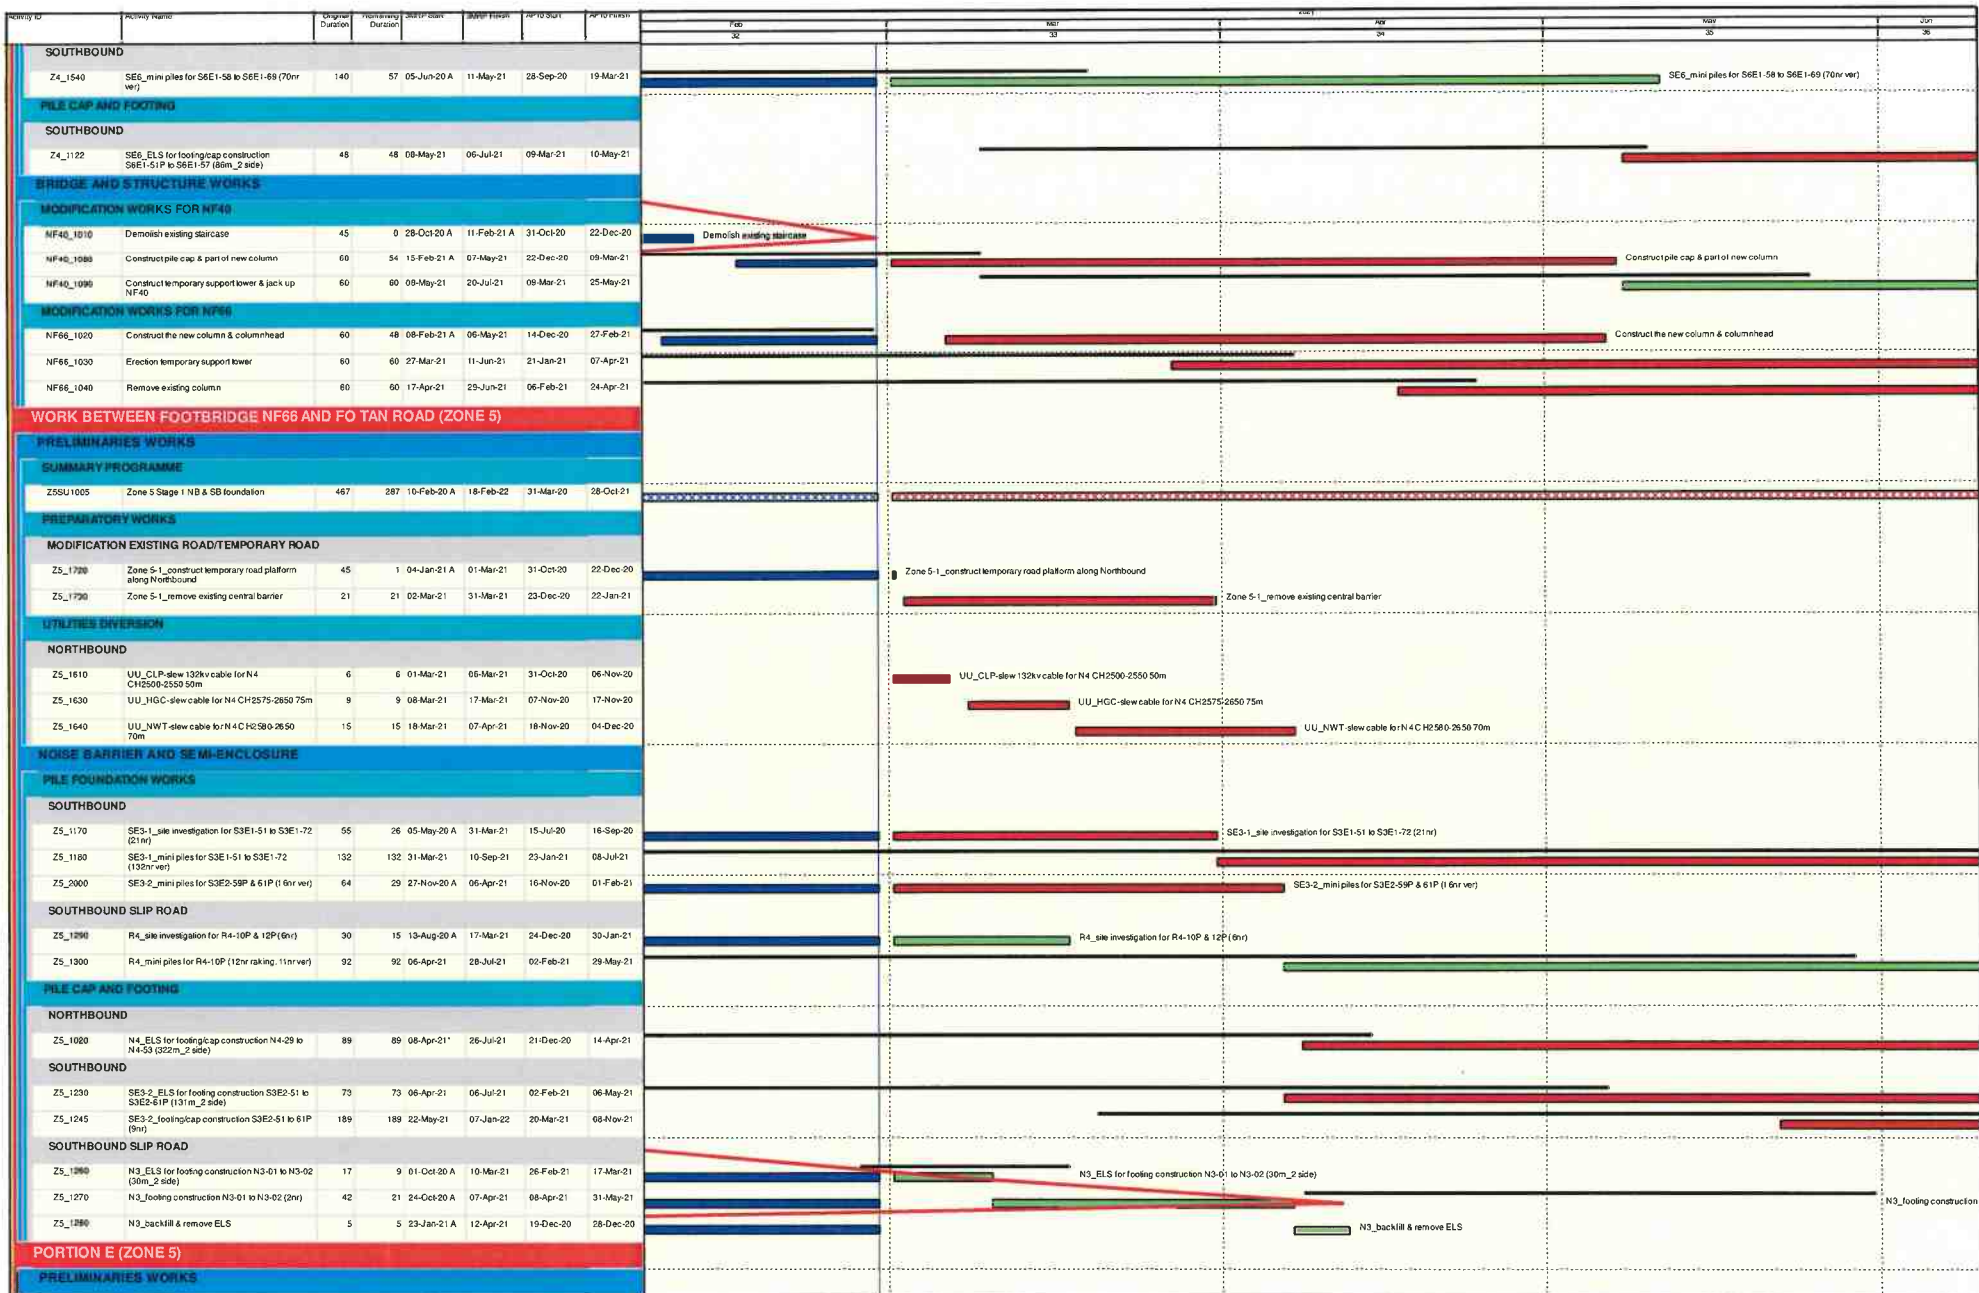 Activity ID Activity Name Original Duration Remaining Duration 3MRP Start 3MRP Finish AP10 Start AP10 Finish
2021
Feb Mar Apr May Jun
32 33 34 35 36
SOUTHBOUND
Z4_1540 SE6_mini piles for S6E1-58 to S6E1-69 (70nr ver) 140 57 05-Jun-20 A 11-May-21 28-Sep-20 19-Mar-21 SE6_mini piles for S6E1-58 to S6E1-69 (70nr ver)
PILE CAP AND FOOTING
SOUTHBOUND
Z4_1122 SE6_ELS for footing/cap construction S6E1-51P to S6E1-57 (86m_2 side) 48 48 08-May-21 06-Jul-21 09-Mar-21 10-May-21
BRIDGE AND STRUCTURE WORKS
MODIFICATION WORKS FOR NF40
NF40_1010 Demolish existing staircase 45 0 28-Oct-20 A 11-Feb-21 A 31-Oct-20 22-Dec-20 Demolish existing staircase
NF40_1080 Construct pile cap & part of new column 60 54 15-Feb-21 A 07-May-21 22-Dec-20 09-Mar-21 Construct pile cap & part of new column
NF40_1090 Construct temporary support tower & jack up NF40 60 60 08-May-21 20-Jul-21 09-Mar-21 25-May-21
MODIFICATION WORKS FOR NF66
NF66_1020 Construct the new column & columnhead 60 48 08-Feb-21 A 06-May-21 14-Dec-20 27-Feb-21 Construct the new column & columnhead
NF66_1030 Erection temporary support tower 60 60 27-Mar-21 11-Jun-21 21-Jan-21 07-Apr-21
NF66_1040 Remove existing column 60 60 17-Apr-21 29-Jun-21 06-Feb-21 24-Apr-21
WORK BETWEEN FOOTBRIDGE NF66 AND FO TAN ROAD (ZONE 5)
PRELIMINARIES WORKS
SUMMARY PROGRAMME
Z5SU1005 Zone 5 Stage 1 NB & SB foundation 467 287 10-Feb-20 A 18-Feb-22 31-Mar-20 28-Oct-21
PREPARATORY WORKS
MODIFICATION EXISTING ROAD/TEMPORARY ROAD
Z5_1720 Zone 5-1_construct temporary road platform along Northbound 45 1 04-Jan-21 A 01-Mar-21 31-Oct-20 22-Dec-20 Zone 5-1_construct temporary road platform along Northbound
Z5_1730 Zone 5-1_remove existing central barrier 21 21 02-Mar-21 31-Mar-21 23-Dec-20 22-Jan-21 Zone 5-1_remove existing central barrier
UTILITIES DIVERSION
NORTHBOUND
Z5_1610 UU_CLP-slew 132kv cable for N4 CH2500-2550 50m 6 6 01-Mar-21 06-Mar-21 31-Oct-20 06-Nov-20 UU_CLP-slew 132kv cable for N4 CH2500-2550 50m
Z5_1630 UU_HGC-slew cable for N4 CH2575-2650 75m 9 9 08-Mar-21 17-Mar-21 07-Nov-20 17-Nov-20 UU_HGC-slew cable for N4 CH2575-2650 75m
Z5_1640 UU_NWT-slew cable for N4 CH2580-2650 70m 15 15 18-Mar-21 07-Apr-21 18-Nov-20 04-Dec-20 UU_NWT-slew cable for N4 CH2580-2650 70m
NOISE BARRIER AND SEMI-ENCLOSURE
PILE FOUNDATION WORKS
SOUTHBOUND
Z5_1170 SE3-1_site investigation for S3E1-51 to S3E1-72 (21nr) 55 26 05-May-20 A 31-Mar-21 15-Jul-20 16-Sep-20 SE3-1_site investigation for S3E1-51 to S3E1-72 (21nr)
Z5_1180 SE3-1_mini piles for S3E1-51 to S3E1-72 (132nr ver) 132 132 31-Mar-21 10-Sep-21 23-Jan-21 08-Jul-21
Z5_2000 SE3-2_mini piles for S3E2-59P & 61P (16nr ver) 64 29 27-Nov-20 A 06-Apr-21 16-Nov-20 01-Feb-21 SE3-2_mini piles for S3E2-59P & 61P (16nr ver)
SOUTHBOUND SLIP ROAD
Z5_1290 R4_site investigation for R4-10P & 12P (6nr) 30 15 13-Aug-20 A 17-Mar-21 24-Dec-20 30-Jan-21 R4_site investigation for R4-10P & 12P (6nr)
Z5_1300 R4_mini piles for R4-10P (12nr raking, 11nr ver) 92 92 06-Apr-21 28-Jul-21 02-Feb-21 29-May-21
PILE CAP AND FOOTING
NORTHBOUND
Z5_1020 N4_ELS for footing/cap construction N4-29 to N4-53 (322m_2 side) 89 89 08-Apr-21* 26-Jul-21 21-Dec-20 14-Apr-21
SOUTHBOUND
Z5_1230 SE3-2_ELS for footing construction S3E2-51 to S3E2-61P (131m_2 side) 73 73 06-Apr-21 06-Jul-21 02-Feb-21 06-May-21
Z5_1245 SE3-2_footing/cap construction S3E2-51 to 61P (9nr) 189 189 22-May-21 07-Jan-22 20-Mar-21 08-Nov-21
SOUTHBOUND SLIP ROAD
Z5_1260 N3_ELS for footing construction N3-01 to N3-02 (30m_2 side) 17 9 01-Oct-20 A 10-Mar-21 26-Feb-21 17-Mar-21 N3_ELS for footing construction N3-01 to N3-02 (30m_2 side)
Z5_1270 N3_footing construction N3-01 to N3-02 (2nr) 42 21 24-Oct-20 A 07-Apr-21 08-Apr-21 31-May-21 N3_footing construction
Z5_1280 N3_backfill & remove ELS 5 5 23-Jan-21 A 12-Apr-21 19-Dec-20 28-Dec-20 N3_backfill & remove ELS
PORTION E (ZONE 5)
PRELIMINARIES WORKS